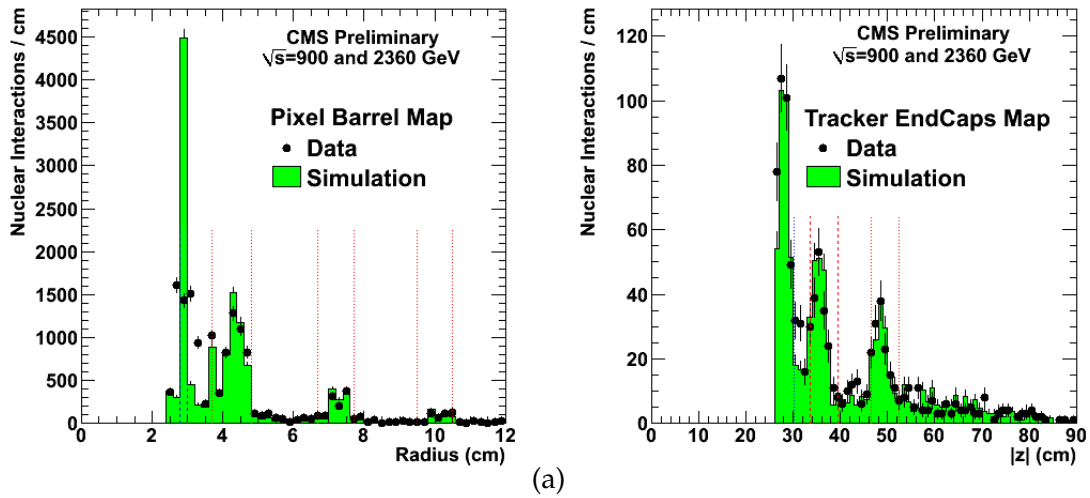 Nuclear Interactions / cm
4500
4000
3500
3000
2500
2000
1500
1000
500
0
CMS Preliminary
√s=900 and 2360 GeV
Pixel Barrel Map
Data
Simulation
0 2 4 6 8 10 12
Radius (cm)
Nuclear Interactions / cm
120
100
80
60
40
20
0
CMS Preliminary
√s=900 and 2360 GeV
Tracker EndCaps Map
Data
Simulation
0 10 20 30 40 50 60 70 80 90
|z| (cm)
(a)